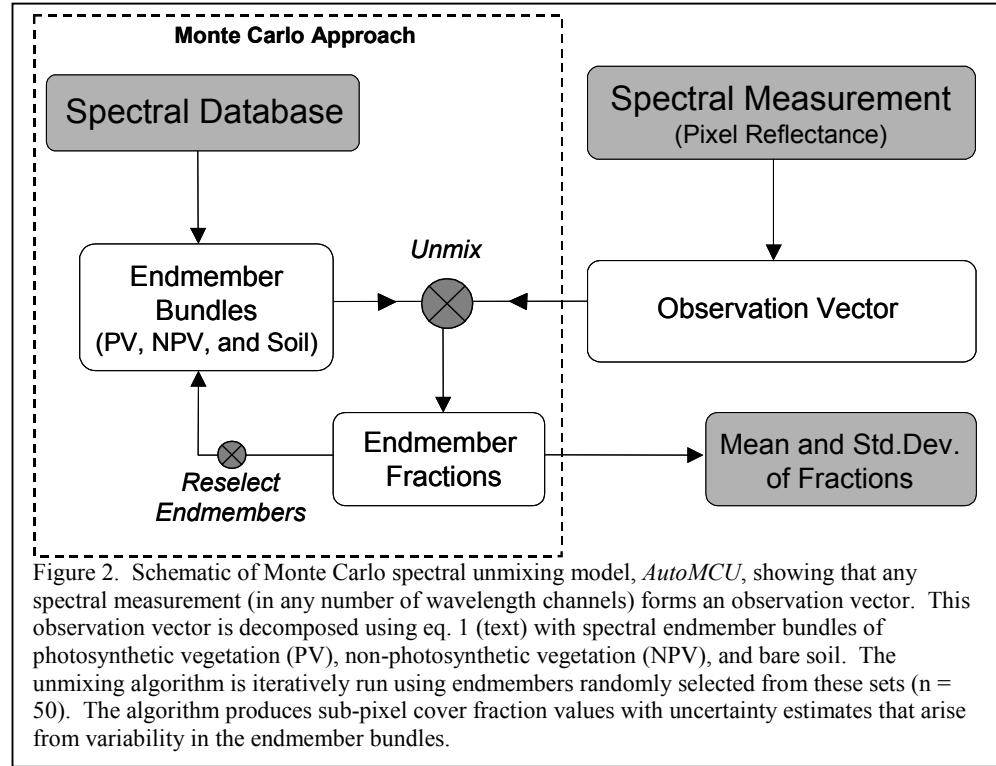 Monte Carlo Approach
Spectral Database
Spectral Measurement
(Pixel Reflectance)
Unmix
Endmember
Bundles
(PV, NPV, and Soil)
Observation Vector
Endmember
Fractions
Reselect
Endmembers
Mean and Std.Dev.
of Fractions
Figure 2.  Schematic of Monte Carlo spectral unmixing model, AutoMCU, showing that any
spectral measurement (in any number of wavelength channels) forms an observation vector.  This
observation vector is decomposed using eq. 1 (text) with spectral endmember bundles of
photosynthetic vegetation (PV), non-photosynthetic vegetation (NPV), and bare soil.  The
unmixing algorithm is iteratively run using endmembers randomly selected from these sets (n =
50).  The algorithm produces sub-pixel cover fraction values with uncertainty estimates that arise
from variability in the endmember bundles.